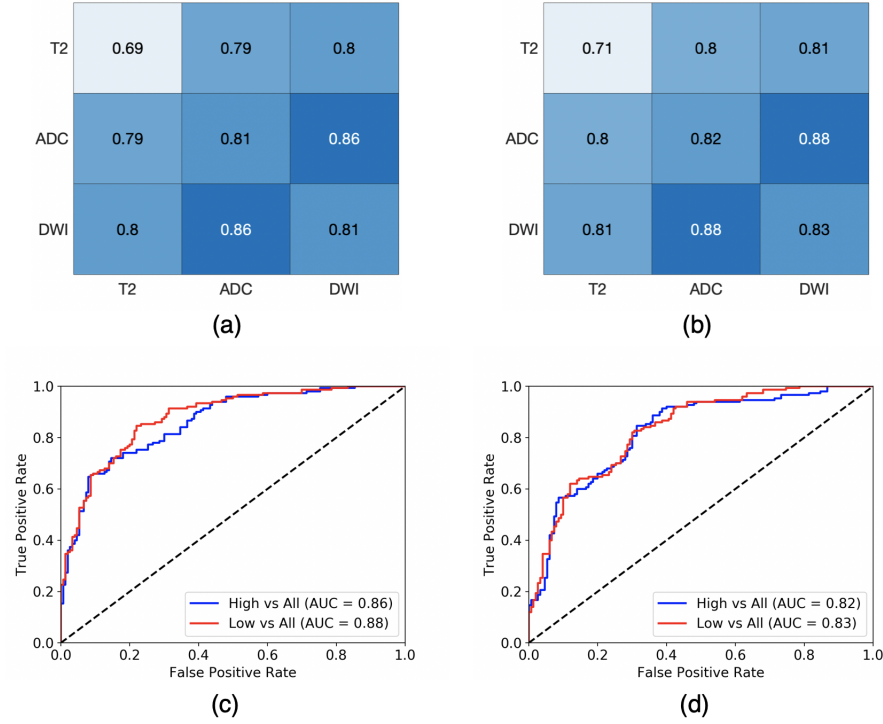 T2 0.69 0.79 0.8
ADC 0.79 0.81 0.86
DWI 0.8 0.86 0.81
T2 ADC DWI
(a)
T2 0.71 0.8 0.81
ADC 0.8 0.82 0.88
DWI 0.81 0.88 0.83
T2 ADC DWI
(b)
True Positive Rate
1.0
0.8
0.6
0.4
0.2
0.0
High vs All (AUC = 0.86)
Low vs All (AUC = 0.88)
0.0 0.2 0.4 0.6 0.8 1.0
False Positive Rate
(c)
True Positive Rate
1.0
0.8
0.6
0.4
0.2
0.0
High vs All (AUC = 0.82)
Low vs All (AUC = 0.83)
0.0 0.2 0.4 0.6 0.8 1.0
False Positive Rate
(d)